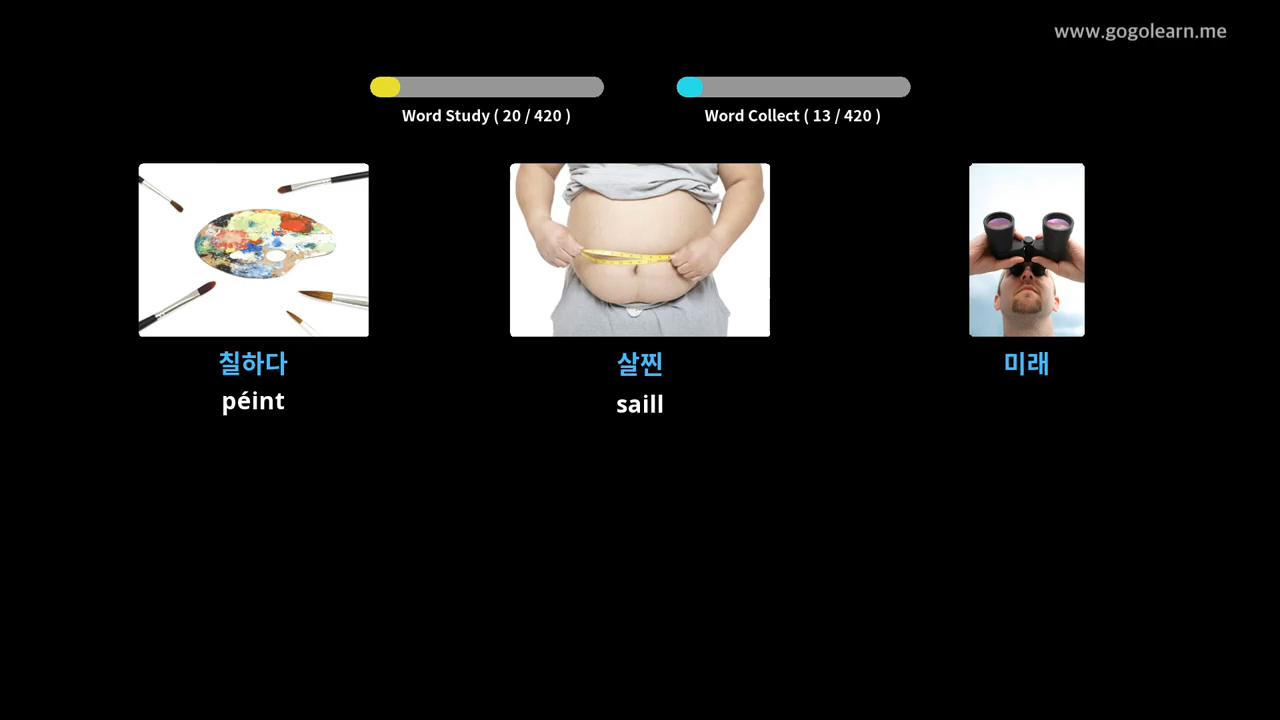 www.gogolearn.me
Word Study ( 20 / 420 )
Word Collect ( 13 / 420 )
칠하다
살찐
미래
péint
saill